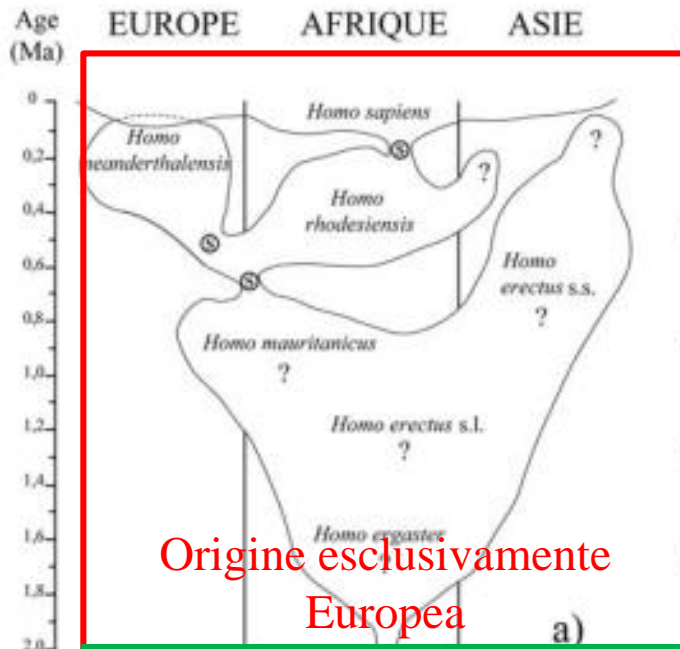 Age
(Ma)
EUROPE AFRIQUE ASIE
0
Homo sapiens
Homo
neanderthalensis
?
?
0,2
S
Homo
rhodesiensis
0,4
S
0,6
S
Homo
erectus s.s.
?
0,8
Homo mauritanicus
?
1,0
1,2
Homo erectus s.l.
?
1,4
1,6
Homo ergaster
?
Origine esclusivamente
Europea
1,8
a)
2,0